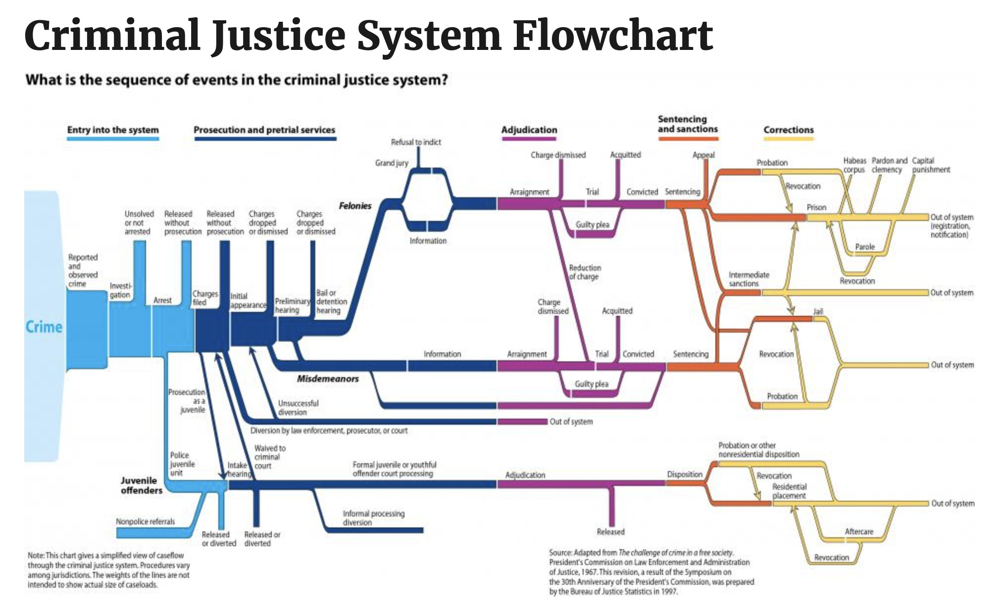 Criminal Justice System Flowchart
What is the sequence of events in the criminal justice system?
Entry into the system
Prosecution and pretrial services
Adjudication
Sentencing
and sanctions
Corrections
Crime
Reported
and
observed
crime
Investi-
gation
Unsolved
or not
arrested
Arrest
Released
without
prosecution
Charges
filed
Released
without
prosecution
Initial
appearance
Charges
dropped
or dismissed
Preliminary
hearing
Charges
dropped
or dismissed
Bail or
detention
hearing
Felonies
Grand jury
Refusal to indict
Information
Arraignment
Charge dismissed
Trial
Acquitted
Convicted
Guilty plea
Reduction
of charge
Sentencing
Appeal
Probation
Revocation
Prison
Habeas
corpus
Pardon and
clemency
Capital
punishment
Out of system
(registration,
notification)
Parole
Revocation
Intermediate
sanctions
Out of system
Misdemeanors
Information
Arraignment
Charge
dismissed
Trial
Acquitted
Convicted
Guilty plea
Sentencing
Jail
Revocation
Probation
Out of system
Unsuccessful
diversion
Diversion by law enforcement, prosecutor, or court
Out of system
Prosecution
as a
juvenile
Waived to
criminal
court
Police
juvenile
unit
Juvenile
offenders
Nonpolice referrals
Released
or diverted
Intake
hearing
Released or
diverted
Formal juvenile or youthful
offender court processing
Informal processing
diversion
Adjudication
Released
Disposition
Probation or other
nonresidential disposition
Revocation
Residential
placement
Out of system
Aftercare
Revocation
Note: This chart gives a simplified view of caseflow
through the criminal justice system. Procedures vary
among jurisdictions. The weights of the lines are not
intended to show actual size of caseloads.
Source: Adapted from The challenge of crime in a free society.
President's Commission on Law Enforcement and Administration
of Justice, 1967. This revision, a result of the Symposium on
the 30th Anniversary of the President's Commission, was prepared
by the Bureau of Justice Statistics in 1997.